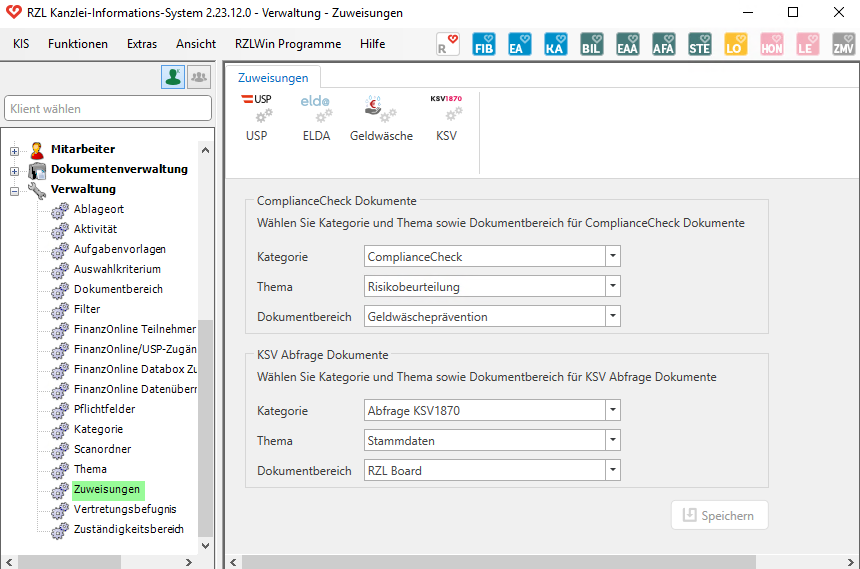 RZL Kanzlei-Informations-System 2.23.12.0 - Verwaltung - Zuweisungen
KIS Funktionen Extras Ansicht RZLWin Programme Hilfe
R FIB EA KA BIL EAÄ AFA STE LO HON LE ZMV
Klient wählen
Mitarbeiter
Dokumentenverwaltung
Verwaltung
Ablageort
Aktivität
Aufgabenvorlagen
Auswahlkriterium
Dokumentbereich
Filter
FinanzOnline Teilnehmer
FinanzOnline/USP-Zugän
FinanzOnline Databox Zu
FinanzOnline Datenüberr
Pflichtfelder
Kategorie
Scanordner
Thema
Zuweisungen
Vertretungsbefugnis
Zuständigkeitsbereich
Zuweisungen
USP elda KSV1870
USP ELDA Geldwäsche KSV
ComplianceCheck Dokumente
Wählen Sie Kategorie und Thema sowie Dokumentbereich für ComplianceCheck Dokumente
Kategorie ComplianceCheck
Thema Risikobeurteilung
Dokumentbereich Geldwäscheprävention
KSV Abfrage Dokumente
Wählen Sie Kategorie und Thema sowie Dokumentbereich für KSV Abfrage Dokumente
Kategorie Abfrage KSV1870
Thema Stammdaten
Dokumentbereich RZL Board
Speichern